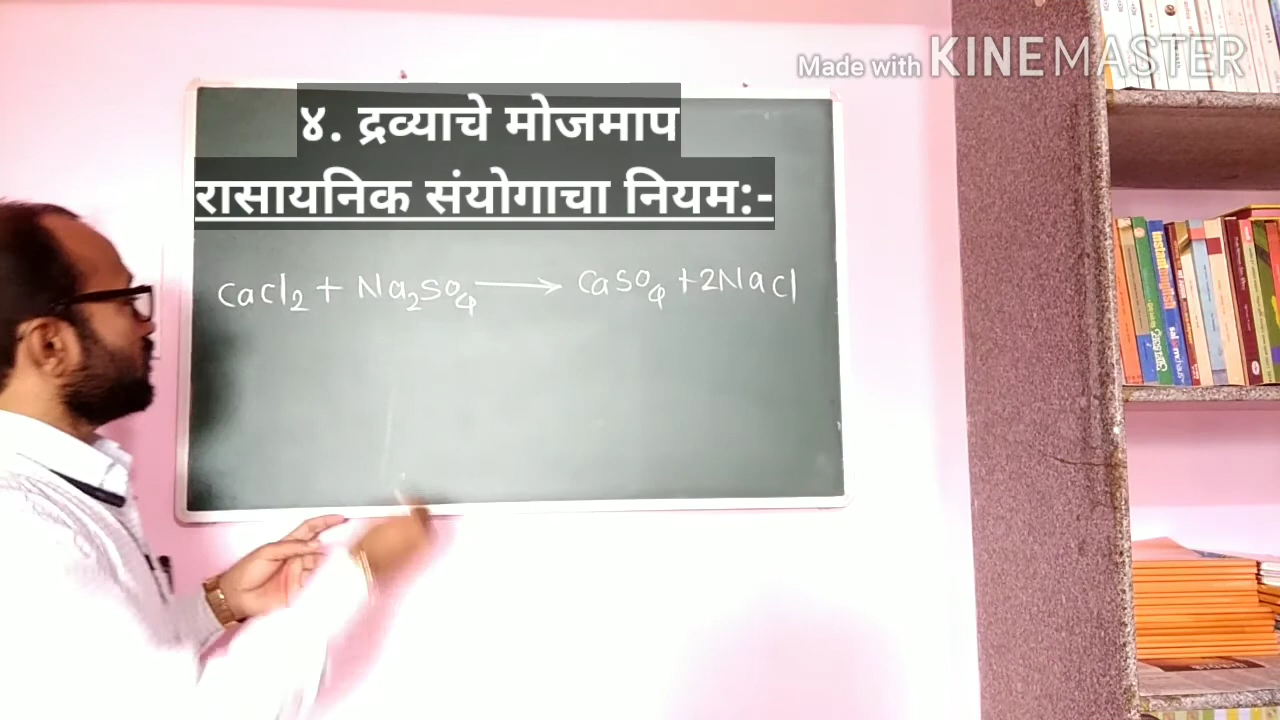 Made with KINEMASTER
४. द्रव्याचे मोजमाप
रासायनिक संयोगाचा नियम:-
CaCl₂ + Na₂SO₄ ⟶ CaSO₄ + 2NaCl